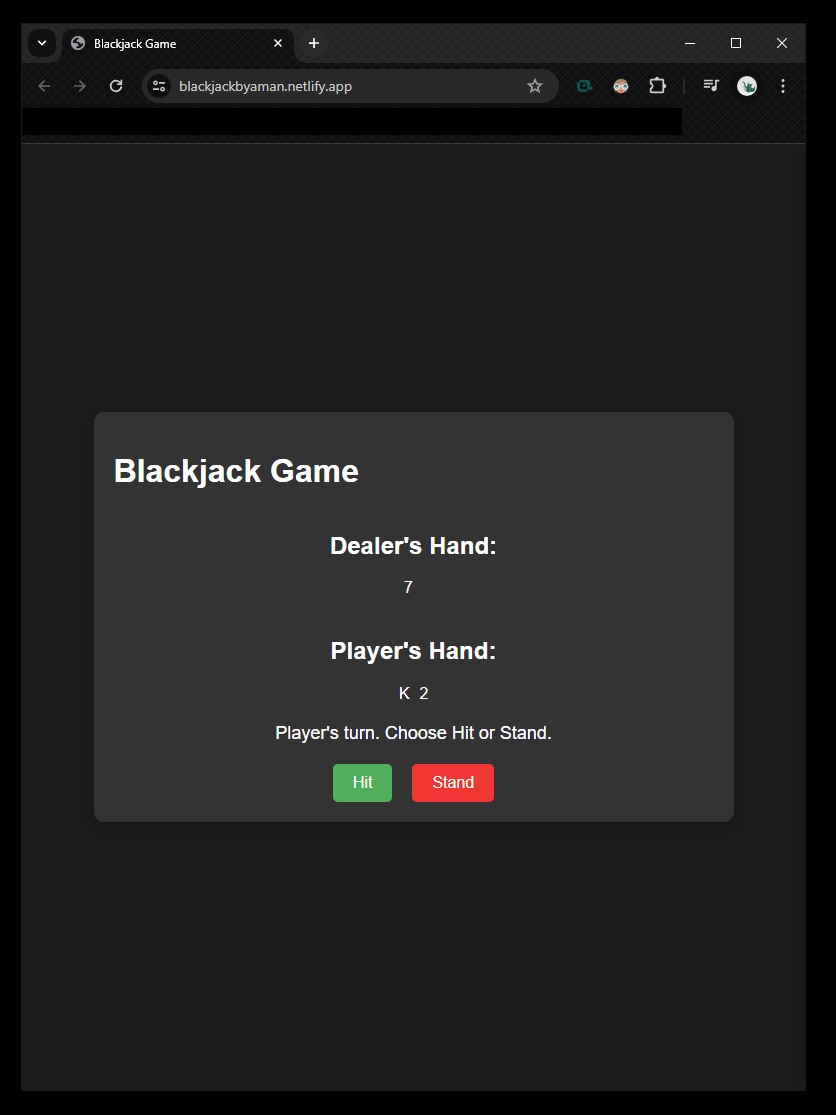 Blackjack Game
blackjackbyaman.netlify.app
Blackjack Game
Dealer's Hand:
7
Player's Hand:
K 2
Player's turn. Choose Hit or Stand.
Hit Stand